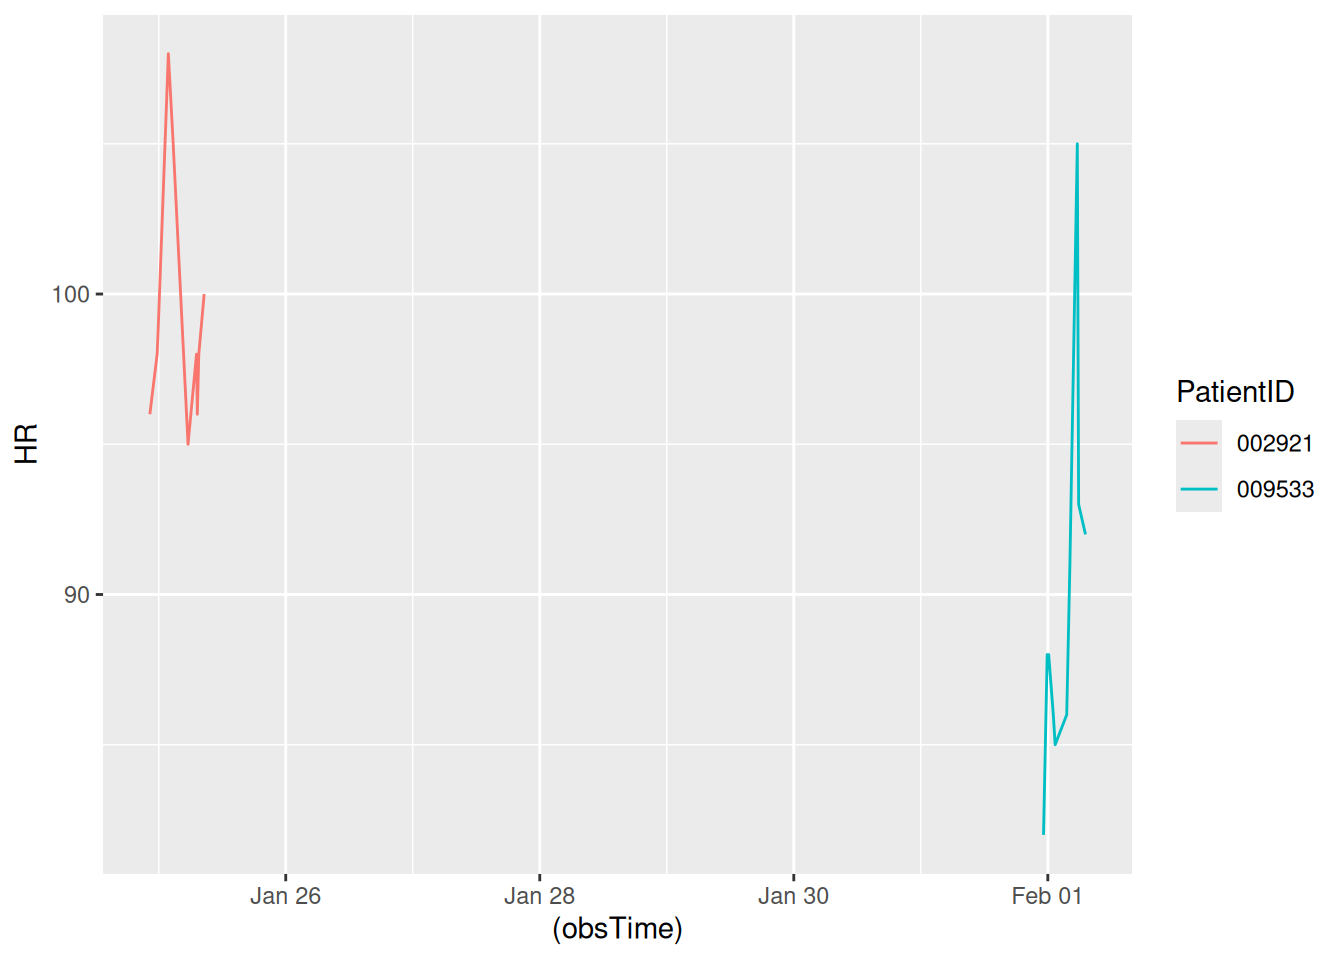 HR
100
90
Jan 26
Jan 28
Jan 30
Feb 01
(obsTime)
PatientID
002921
009533